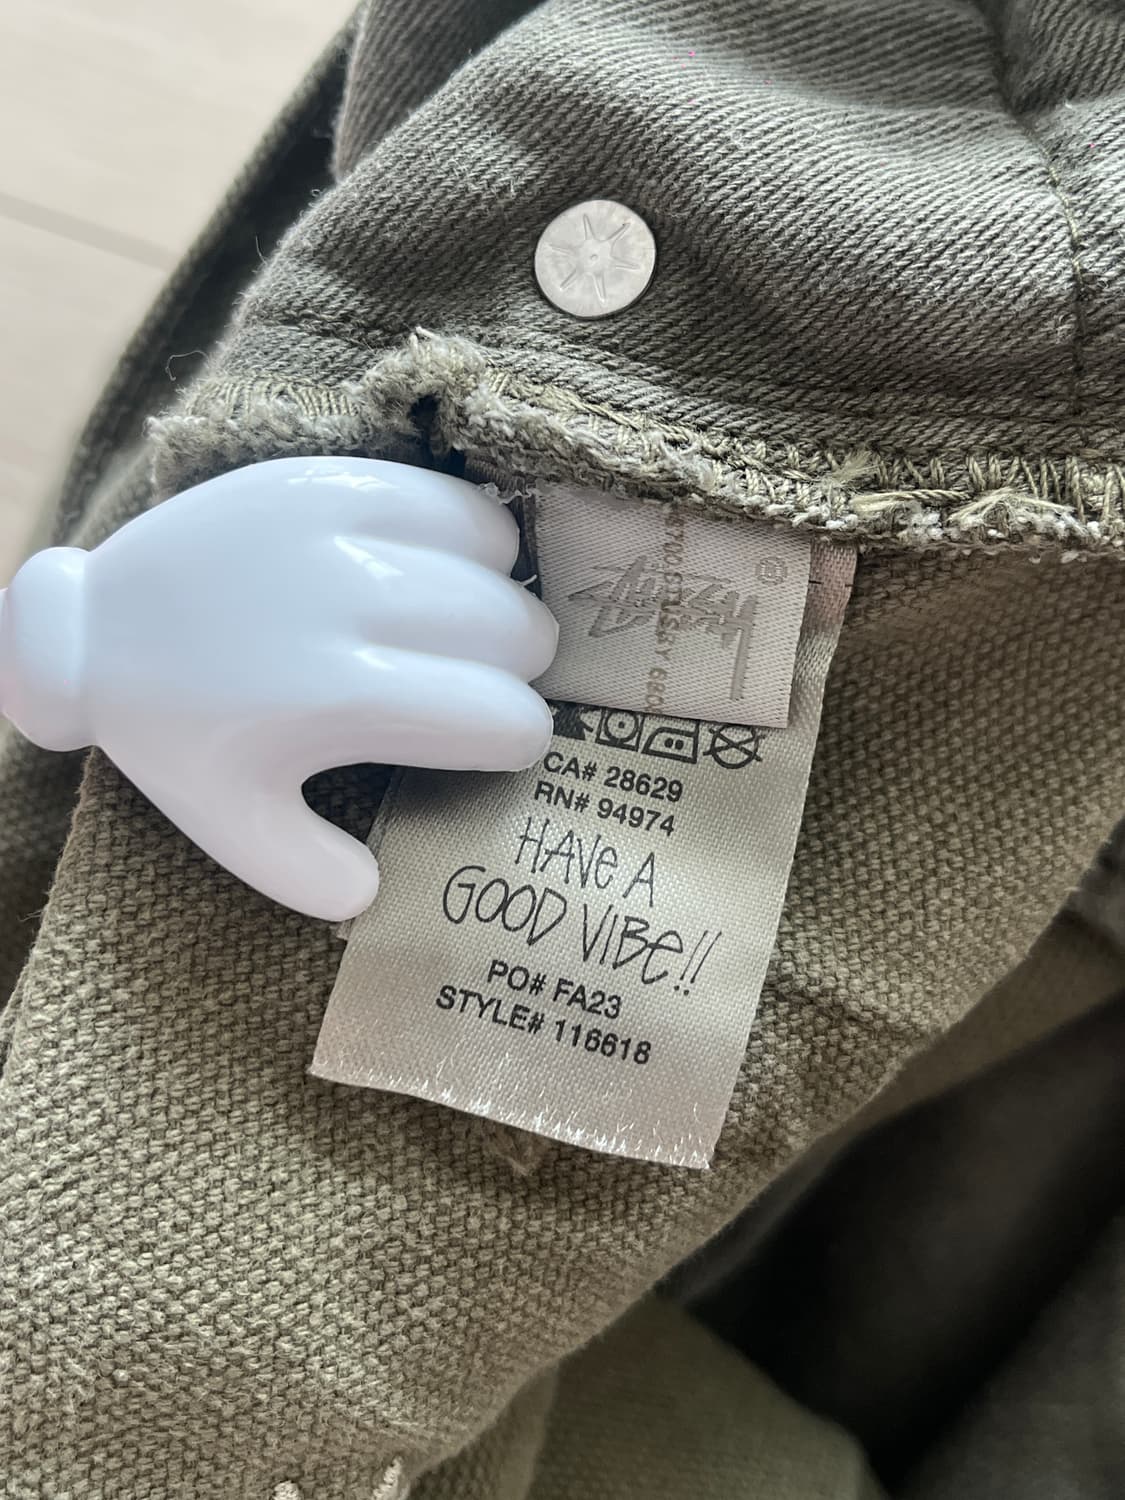 Stüssy ©
CA# 28629
RN# 94974
HAVE A
GOOD VIBE!!
PO# FA23
STYLE# 116618